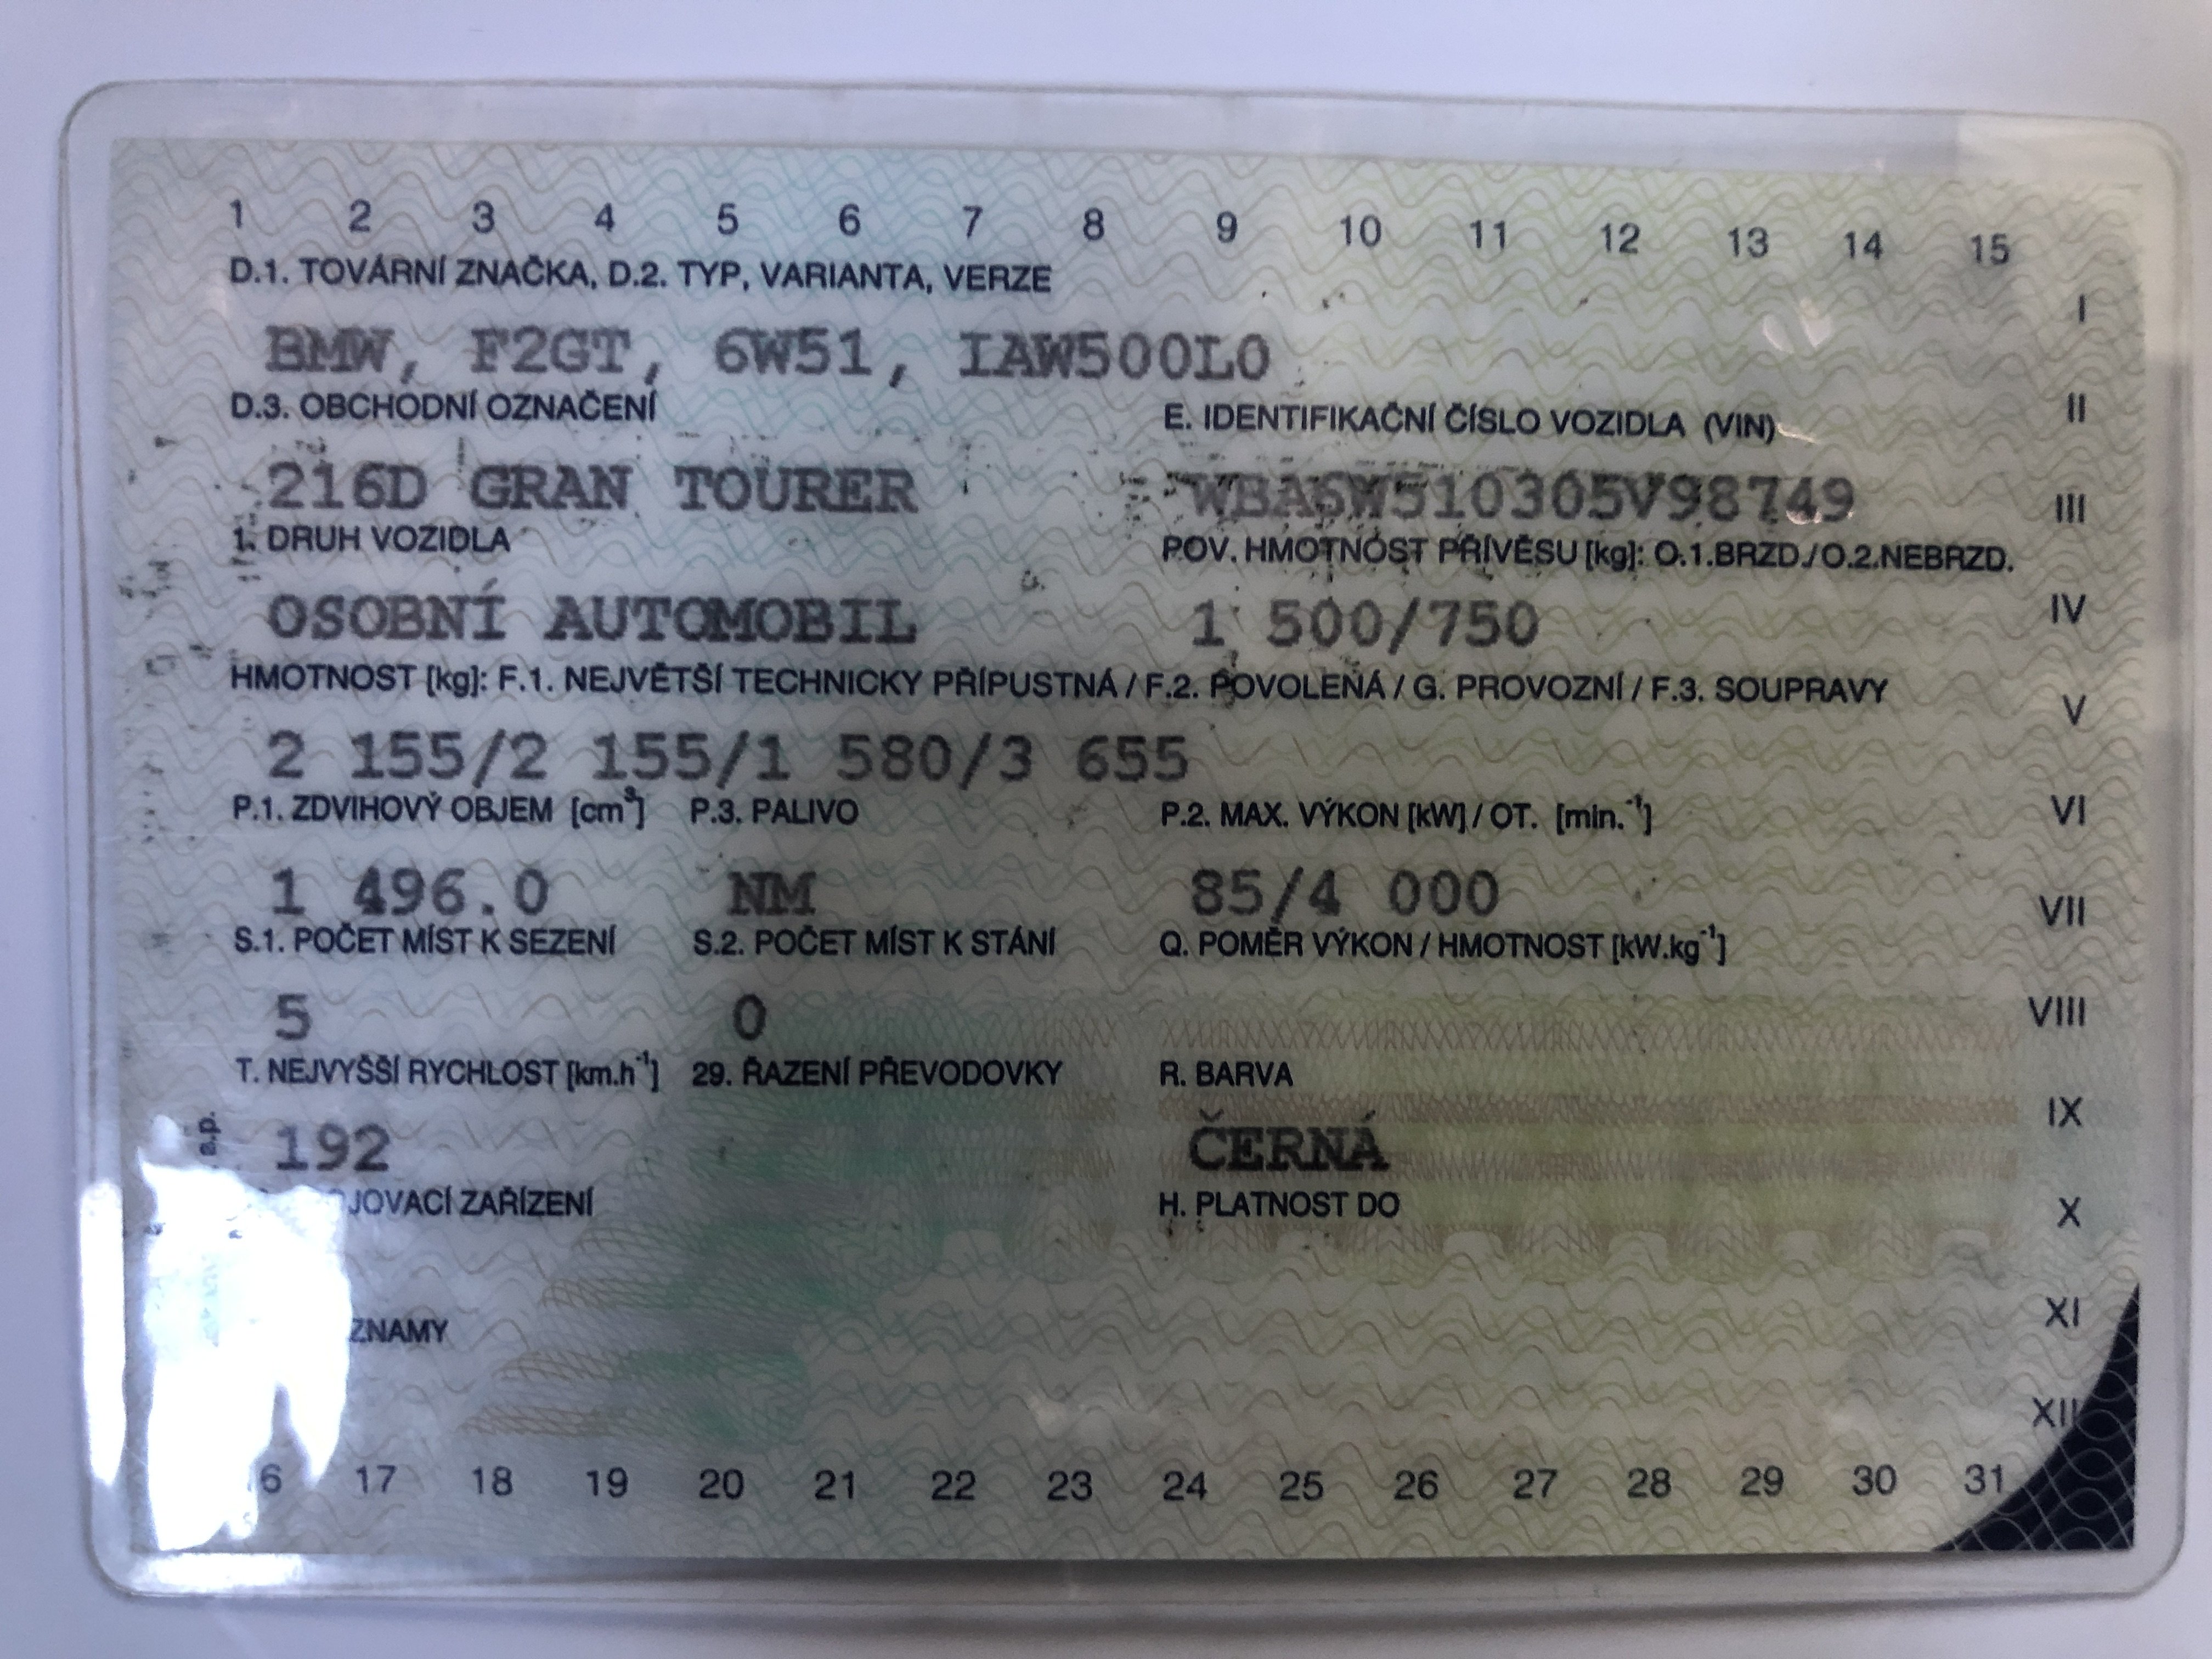 1 2 3 4 5 6 7 8 9 10 11 12 13 14 15
D.1. TOVÁRNÍ ZNAČKA, D.2. TYP, VARIANTA, VERZE
I
BMW, F2GT, 6W51, IAW500L0
D.3. OBCHODNÍ OZNAČENÍ E. IDENTIFIKAČNÍ ČÍSLO VOZIDLA (VIN)
II
216D GRAN TOURER WBA6W510305V98749
III
1. DRUH VOZIDLA POV. HMOTNOST PŘÍVĚSU [kg]: O.1.BRZD./O.2.NEBRZD.
OSOBNÍ AUTOMOBIL 1 500/750
IV
HMOTNOST [kg]: F.1. NEJVĚTŠÍ TECHNICKY PŘÍPUSTNÁ / F.2. POVOLENÁ / G. PROVOZNÍ / F.3. SOUPRAVY
V
2 155/2 155/1 580/3 655
P.1. ZDVIHOVÝ OBJEM [cm³] P.3. PALIVO P.2. MAX. VÝKON [kW] / OT. [min.⁻¹]
VI
1 496.0 NM 85/4 000
VII
S.1. POČET MÍST K SEZENÍ S.2. POČET MÍST K STÁNÍ Q. POMĚR VÝKON / HMOTNOST [kW.kg⁻¹]
5 0
VIII
T. NEJVYŠŠÍ RYCHLOST [km.h⁻¹] 29. ŘAZENÍ PŘEVODOVKY R. BARVA
IX
192 ČERNÁ
ZAŘÍZENÍ H. PLATNOST DO
X
XI
XII
17 18 19 20 21 22 23 24 25 26 27 28 29 30 31